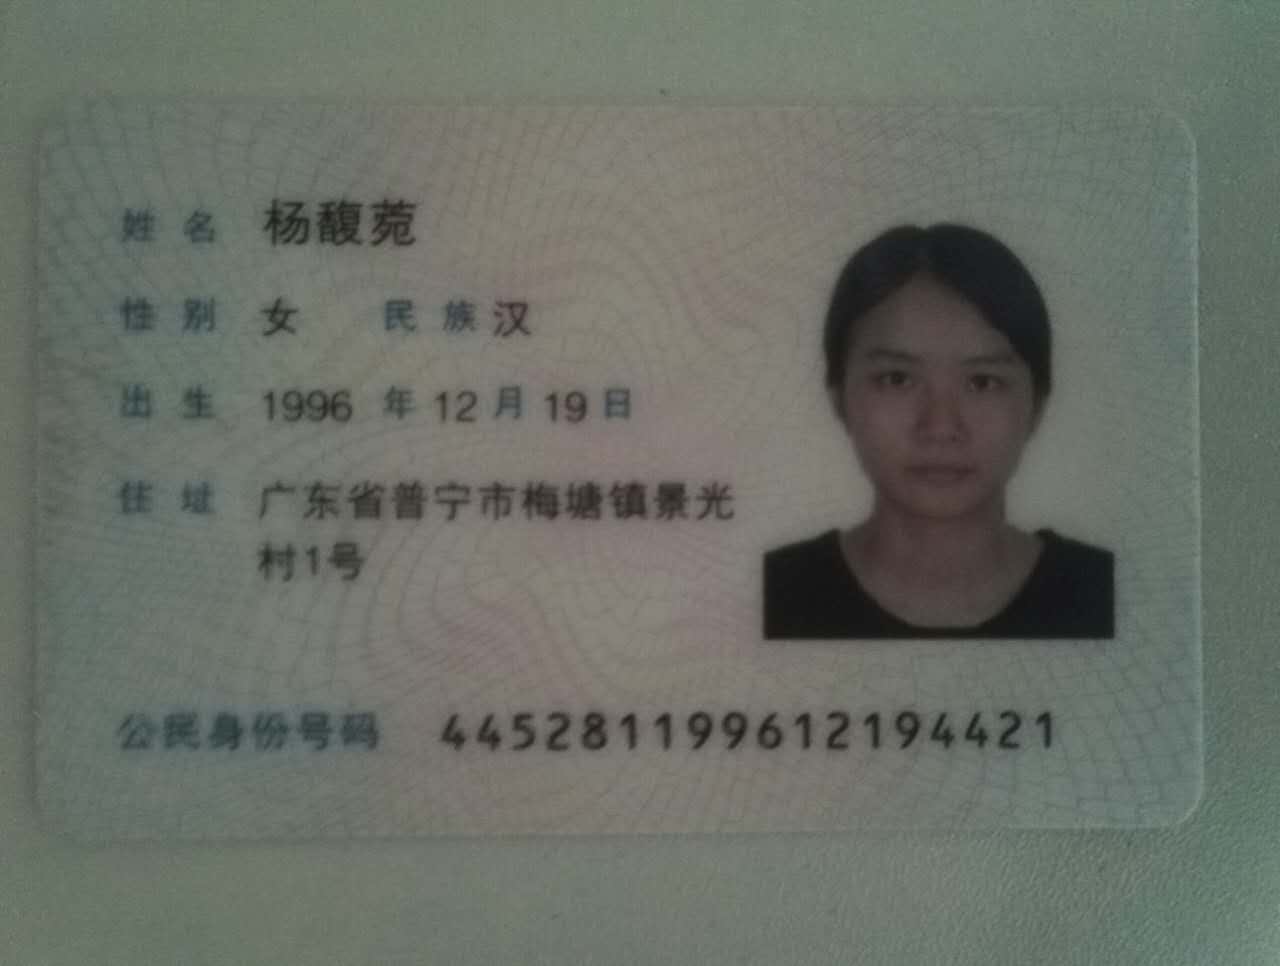 姓名 杨馥菀
性别 女 民族 汉
出生 1996 年 12 月 19 日
住址 广东省普宁市梅塘镇景光
村1号
公民身份号码 445281199612194421